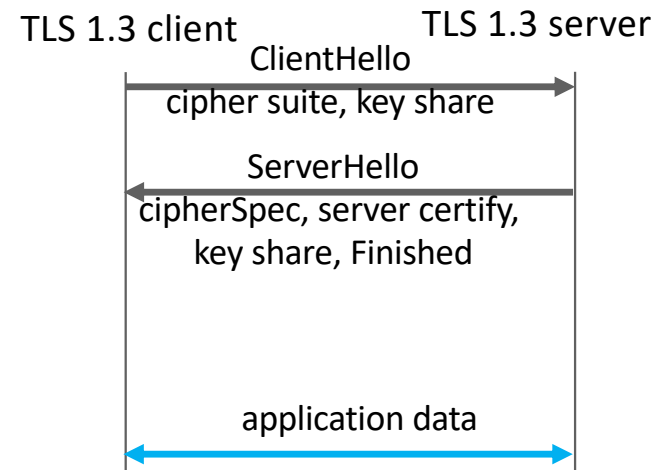 TLS 1.3 client
TLS 1.3 server
ClientHello
cipher suite, key share
ServerHello
cipherSpec, server certify,
key share, Finished
application data